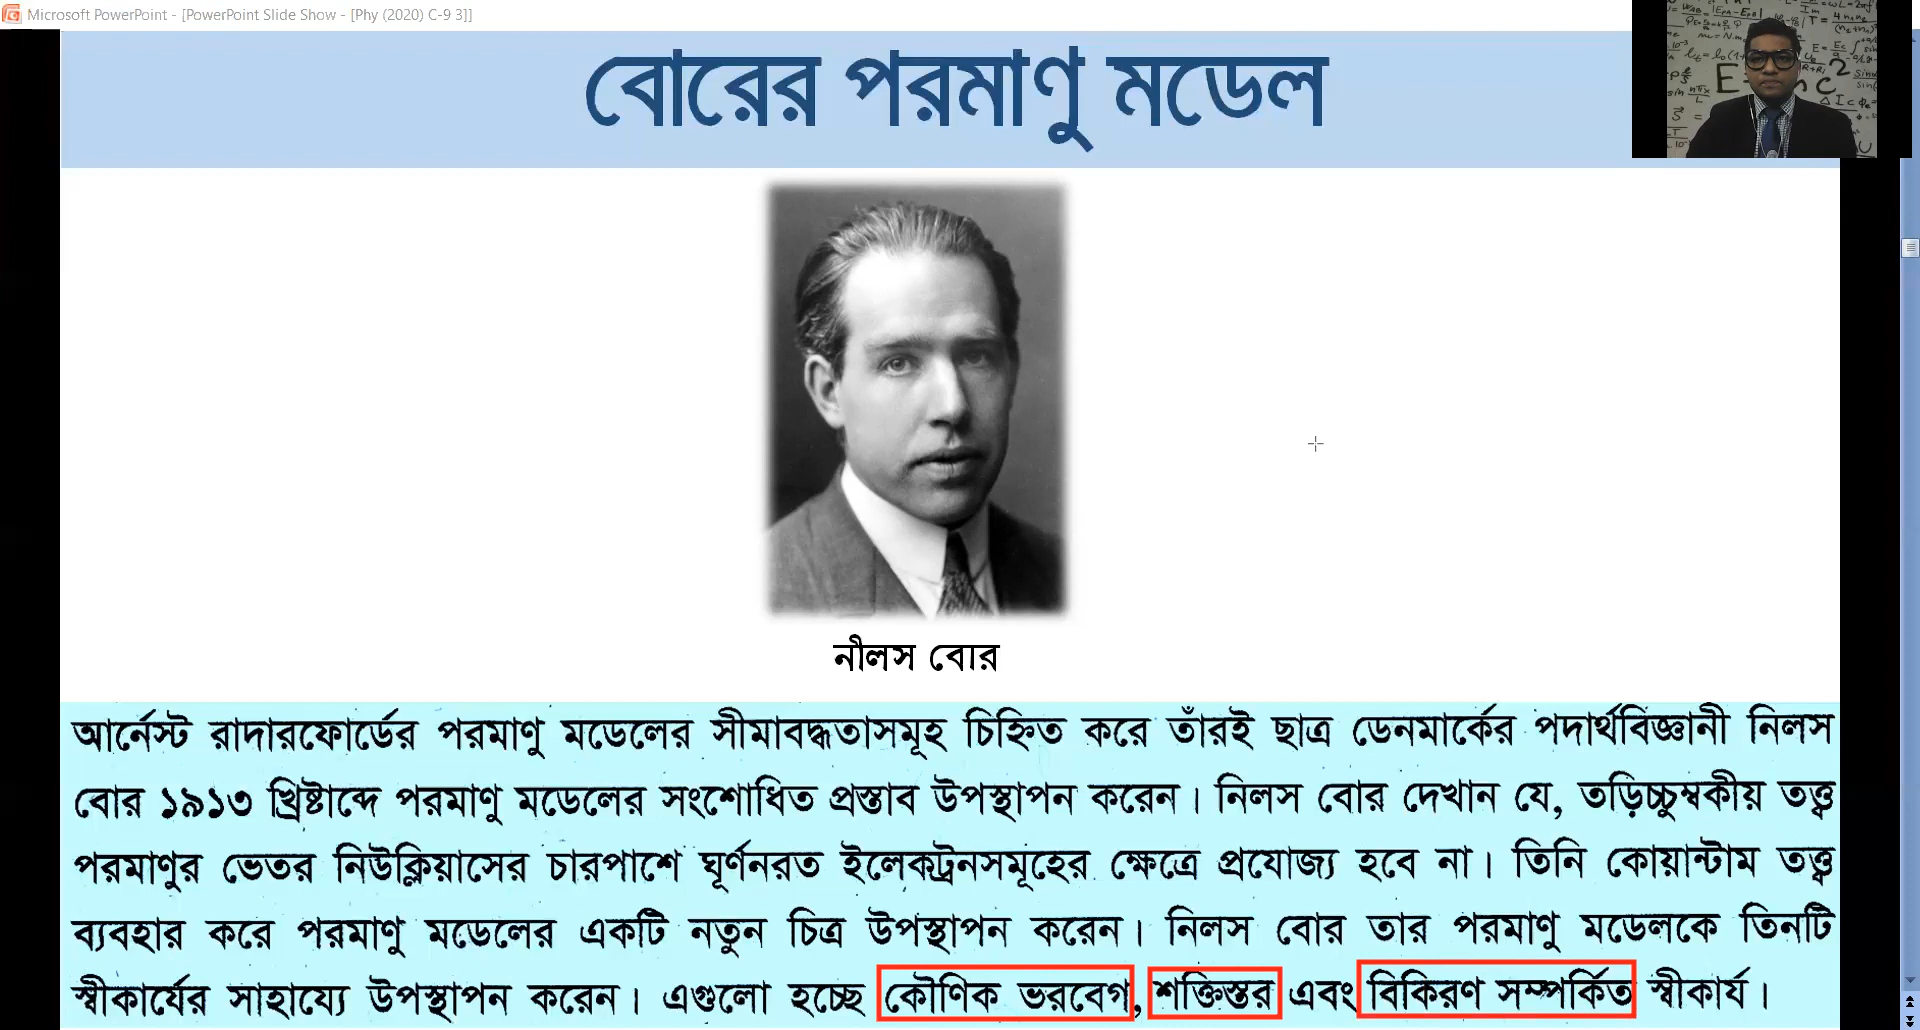 Microsoft PowerPoint - [PowerPoint Slide Show - [Phy (2020) C-9 3]]
বোরের পরমাণু মডেল
নীলস বোর
আর্নেস্ট রাদারফোর্ডের পরমাণু মডেলের সীমাবদ্ধতাসমূহ চিহ্নিত করে তাঁরই ছাত্র ডেনমার্কের পদার্থবিজ্ঞানী নিলস
বোর ১৯১৩ খ্রিষ্টাব্দে পরমাণু মডেলের সংশোধিত প্রস্তাব উপস্থাপন করেন। নিলস বোর দেখান যে, তড়িচ্চুম্বকীয় তত্ত্ব
পরমাণুর ভেতর নিউক্লিয়াসের চারপাশে ঘূর্ণনরত ইলেকট্রনসমূহের ক্ষেত্রে প্রযোজ্য হবে না। তিনি কোয়ান্টাম তত্ত্ব
ব্যবহার করে পরমাণু মডেলের একটি নতুন চিত্র উপস্থাপন করেন। নিলস বোর তার পরমাণু মডেলকে তিনটি
স্বীকার্যের সাহায্যে উপস্থাপন করেন। এগুলো হচ্ছে কৌণিক ভরবেগ, শক্তিস্তর এবং বিকিরণ সম্পর্কিত স্বীকার্য।